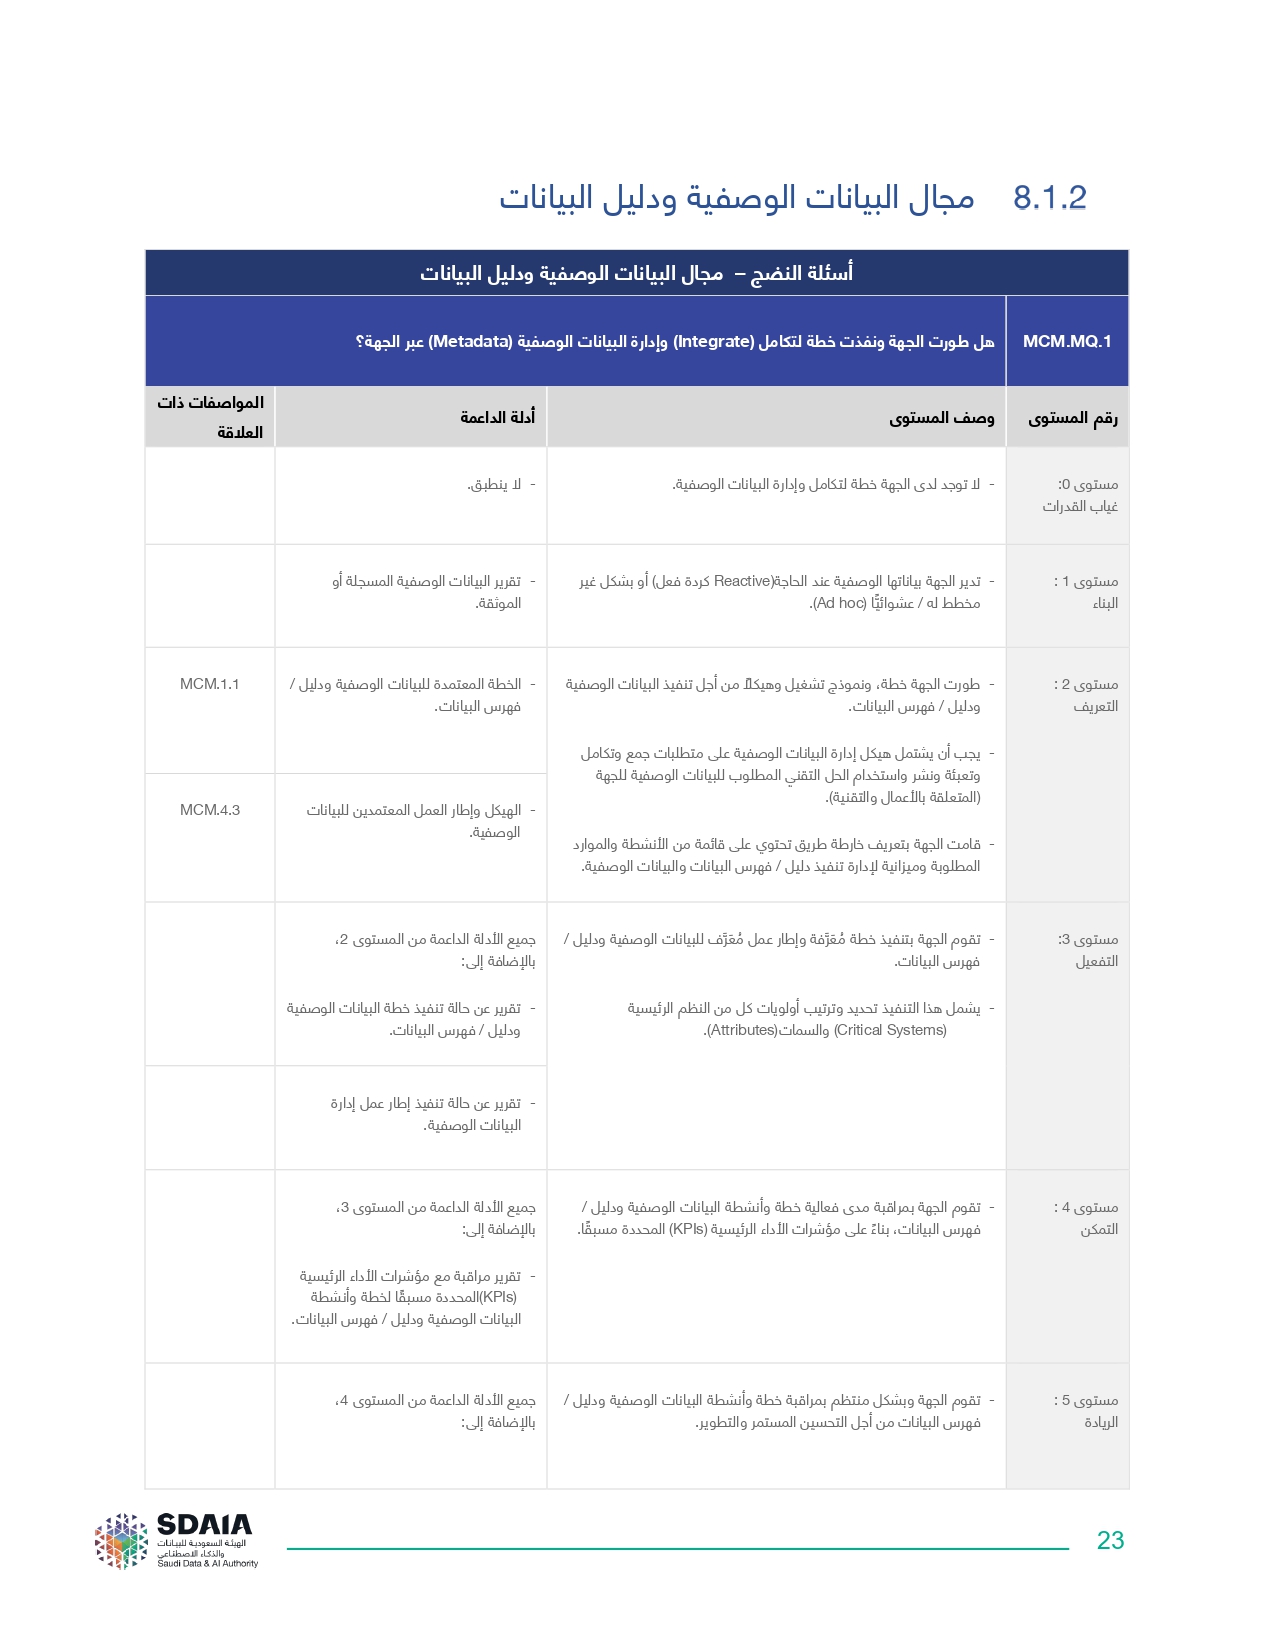 8.1.2 مجال البيانات الوصفية ودليل البيانات
أسئلة النضج – مجال البيانات الوصفية ودليل البيانات
MCM.MQ.1
هل طورت الجهة ونفذت خطة لتكامل (Integrate) وإدارة البيانات الوصفية (Metadata) عبر الجهة؟
رقم المستوى
وصف المستوى
أدلة الداعمة
المواصفات ذات
العلاقة
مستوى 0:
غياب القدرات
- لا توجد لدى الجهة خطة لتكامل وإدارة البيانات الوصفية.
- لا ينطبق.
مستوى 1 :
البناء
- تدير الجهة بياناتها الوصفية عند الحاجة(Reactive كردة فعل) أو بشكل غير
مخطط له / عشوائيًّا (Ad hoc).
- تقرير البيانات الوصفية المسجلة أو
الموثقة.
مستوى 2 :
التعريف
- طورت الجهة خطة، ونموذج تشغيل وهيكلاً من أجل تنفيذ البيانات الوصفية
ودليل / فهرس البيانات.
- يجب أن يشتمل هيكل إدارة البيانات الوصفية على متطلبات جمع وتكامل
وتعبئة ونشر واستخدام الحل التقني المطلوب للبيانات الوصفية للجهة
(المتعلقة بالأعمال والتقنية).
- قامت الجهة بتعريف خارطة طريق تحتوي على قائمة من الأنشطة والموارد
المطلوبة وميزانية لإدارة تنفيذ دليل / فهرس البيانات والبيانات الوصفية.
- الخطة المعتمدة للبيانات الوصفية ودليل /
فهرس البيانات.
MCM.1.1
- الهيكل وإطار العمل المعتمدين للبيانات
الوصفية.
MCM.4.3
مستوى 3:
التفعيل
- تقوم الجهة بتنفيذ خطة مُعَرَّفة وإطار عمل مُعَرَّف للبيانات الوصفية ودليل /
فهرس البيانات.
- يشمل هذا التنفيذ تحديد وترتيب أولويات كل من النظم الرئيسية
(Critical Systems) والسمات(Attributes).
جميع الأدلة الداعمة من المستوى 2،
بالإضافة إلى:
- تقرير عن حالة تنفيذ خطة البيانات الوصفية
ودليل / فهرس البيانات.
- تقرير عن حالة تنفيذ إطار عمل إدارة
البيانات الوصفية.
مستوى 4 :
التمكن
- تقوم الجهة بمراقبة مدى فعالية خطة وأنشطة البيانات الوصفية ودليل /
فهرس البيانات، بناءً على مؤشرات الأداء الرئيسية (KPIs) المحددة مسبقًا.
جميع الأدلة الداعمة من المستوى 3،
بالإضافة إلى:
- تقرير مراقبة مع مؤشرات الأداء الرئيسية
(KPIs)المحددة مسبقًا لخطة وأنشطة
البيانات الوصفية ودليل / فهرس البيانات.
مستوى 5 :
الريادة
- تقوم الجهة وبشكل منتظم بمراقبة خطة وأنشطة البيانات الوصفية ودليل /
فهرس البيانات من أجل التحسين المستمر والتطوير.
جميع الأدلة الداعمة من المستوى 4،
بالإضافة إلى:
SDAIA
الهيئة السعودية للبيانات
والذكاء الاصطناعي
Saudi Data & AI Authority
23